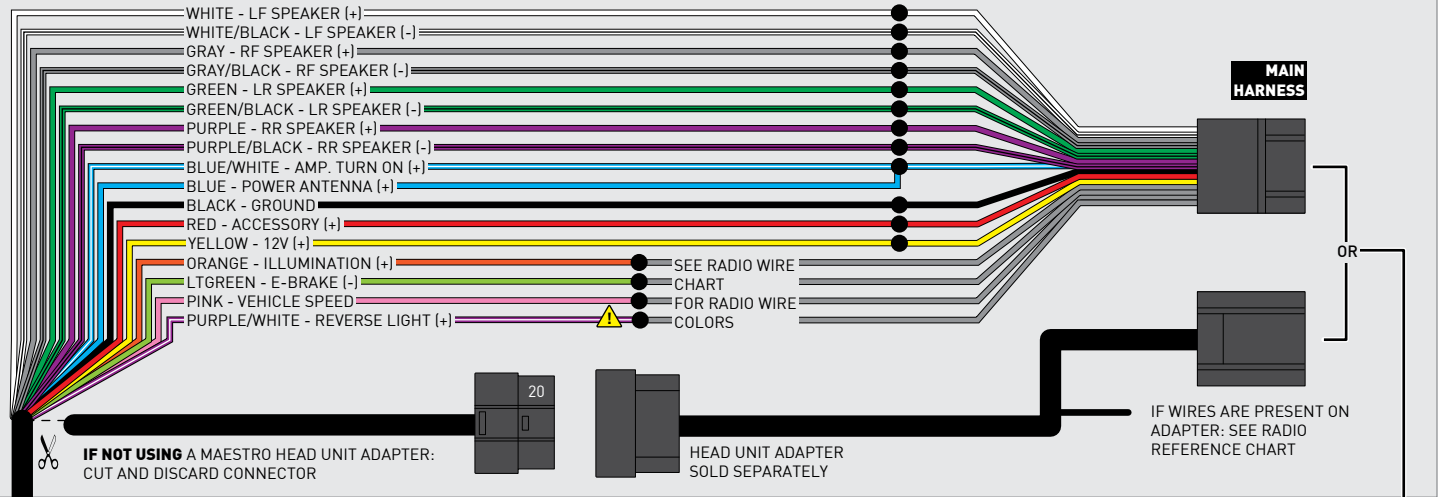 WHITE - LF SPEAKER (+)
WHITE/BLACK - LF SPEAKER (-)
GRAY - RF SPEAKER (+)
GRAY/BLACK - RF SPEAKER (-)
GREEN - LR SPEAKER (+)
GREEN/BLACK - LR SPEAKER (-)
PURPLE - RR SPEAKER (+)
PURPLE/BLACK - RR SPEAKER (-)
BLUE/WHITE - AMP. TURN ON (+)
BLUE - POWER ANTENNA (+)
BLACK - GROUND
RED - ACCESSORY (+)
YELLOW - 12V (+)
ORANGE - ILLUMINATION (+)
LTGREEN - E-BRAKE (-)
PINK - VEHICLE SPEED
PURPLE/WHITE - REVERSE LIGHT (+)
!
SEE RADIO WIRE
CHART
FOR RADIO WIRE
COLORS
MAIN
HARNESS
OR
20
IF NOT USING A MAESTRO HEAD UNIT ADAPTER:
CUT AND DISCARD CONNECTOR
HEAD UNIT ADAPTER
SOLD SEPARATELY
IF WIRES ARE PRESENT ON
ADAPTER: SEE RADIO
REFERENCE CHART